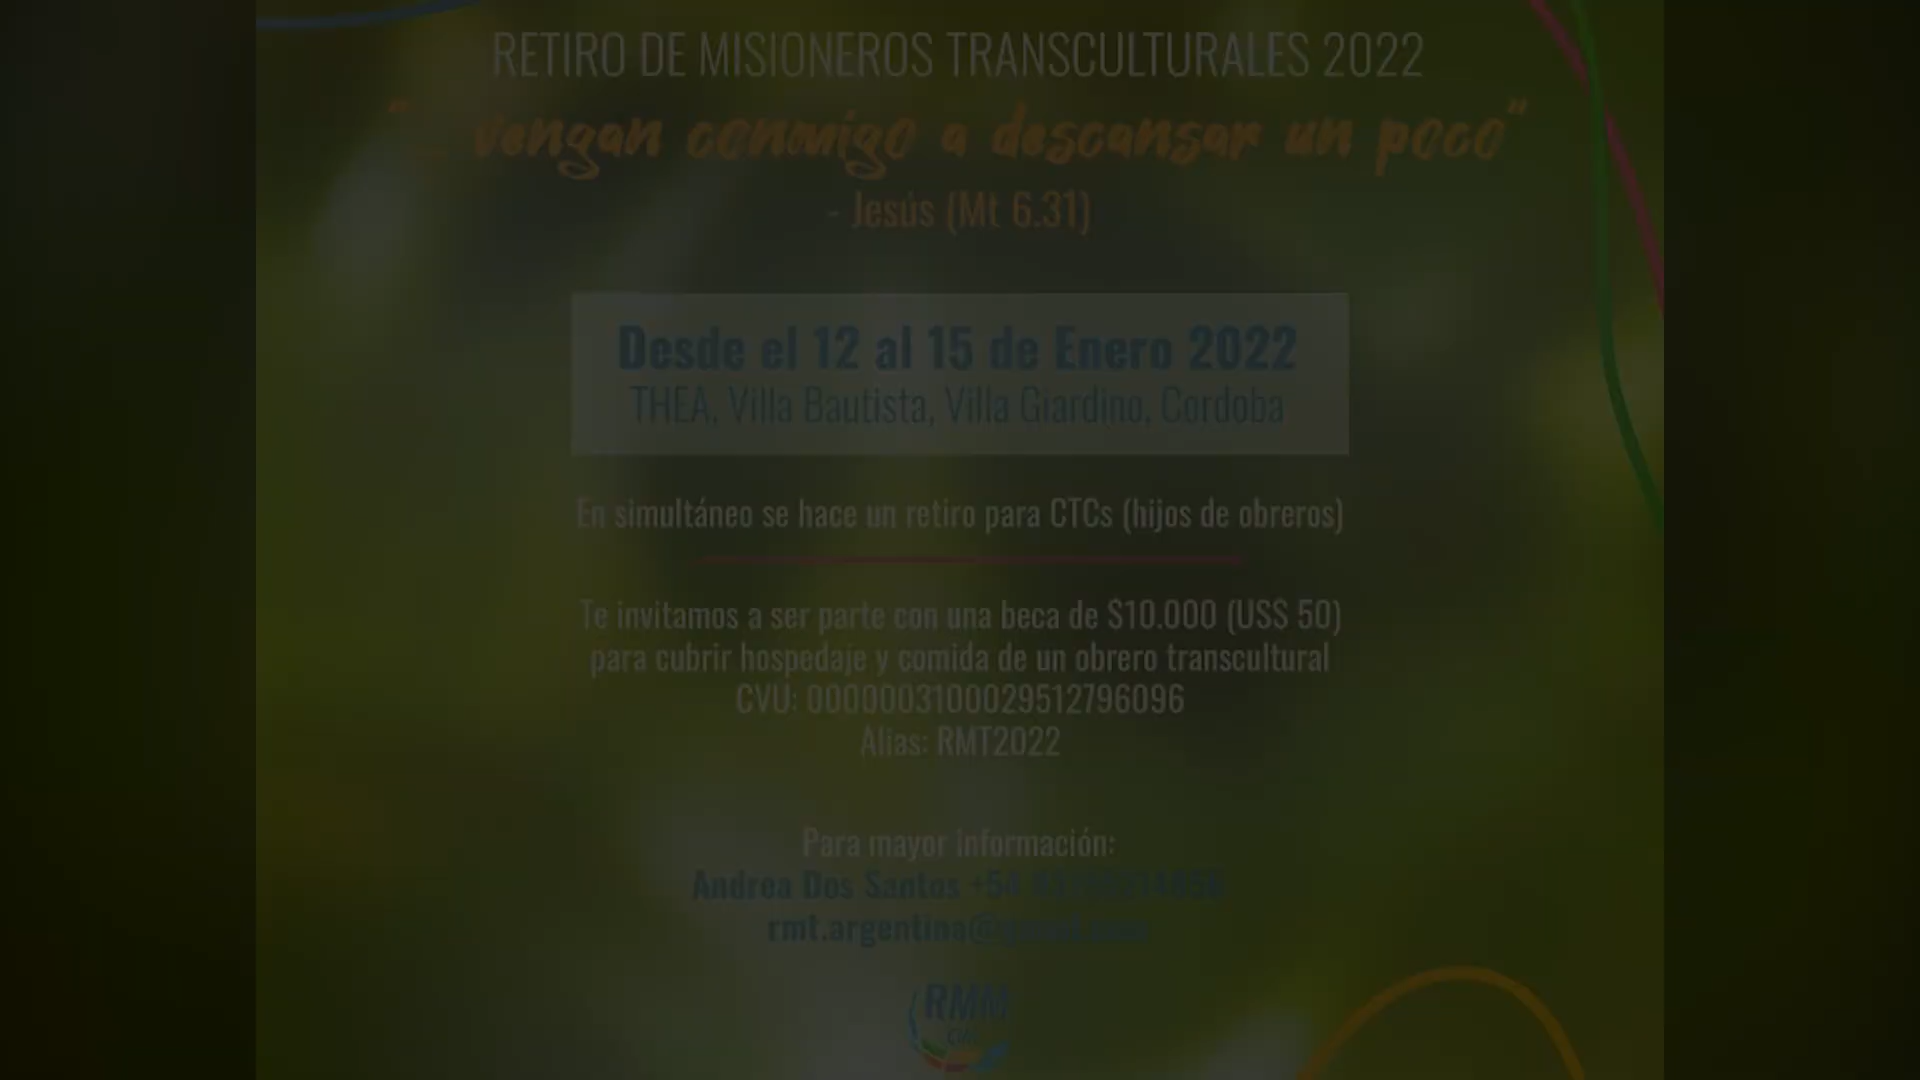 RETIRO DE MISIONEROS TRANSCULTURALES 2022
"... vengan conmigo a descansar un poco"
- Jesús (Mt 6.31)
Desde el 12 al 15 de Enero 2022
THEA, Villa Bautista, Villa Giardino, Cordoba
En simultáneo se hace un retiro para CTCs (hijos de obreros)
Te invitamos a ser parte con una beca de $10.000 (US$ 50)
para cubrir hospedaje y comida de un obrero transcultural
CVU: 0000003100029512796096
Alias: RMT2022
Para mayor información:
Andrea Dos Santos +54
rmt.argentina@gmail.com
RMM